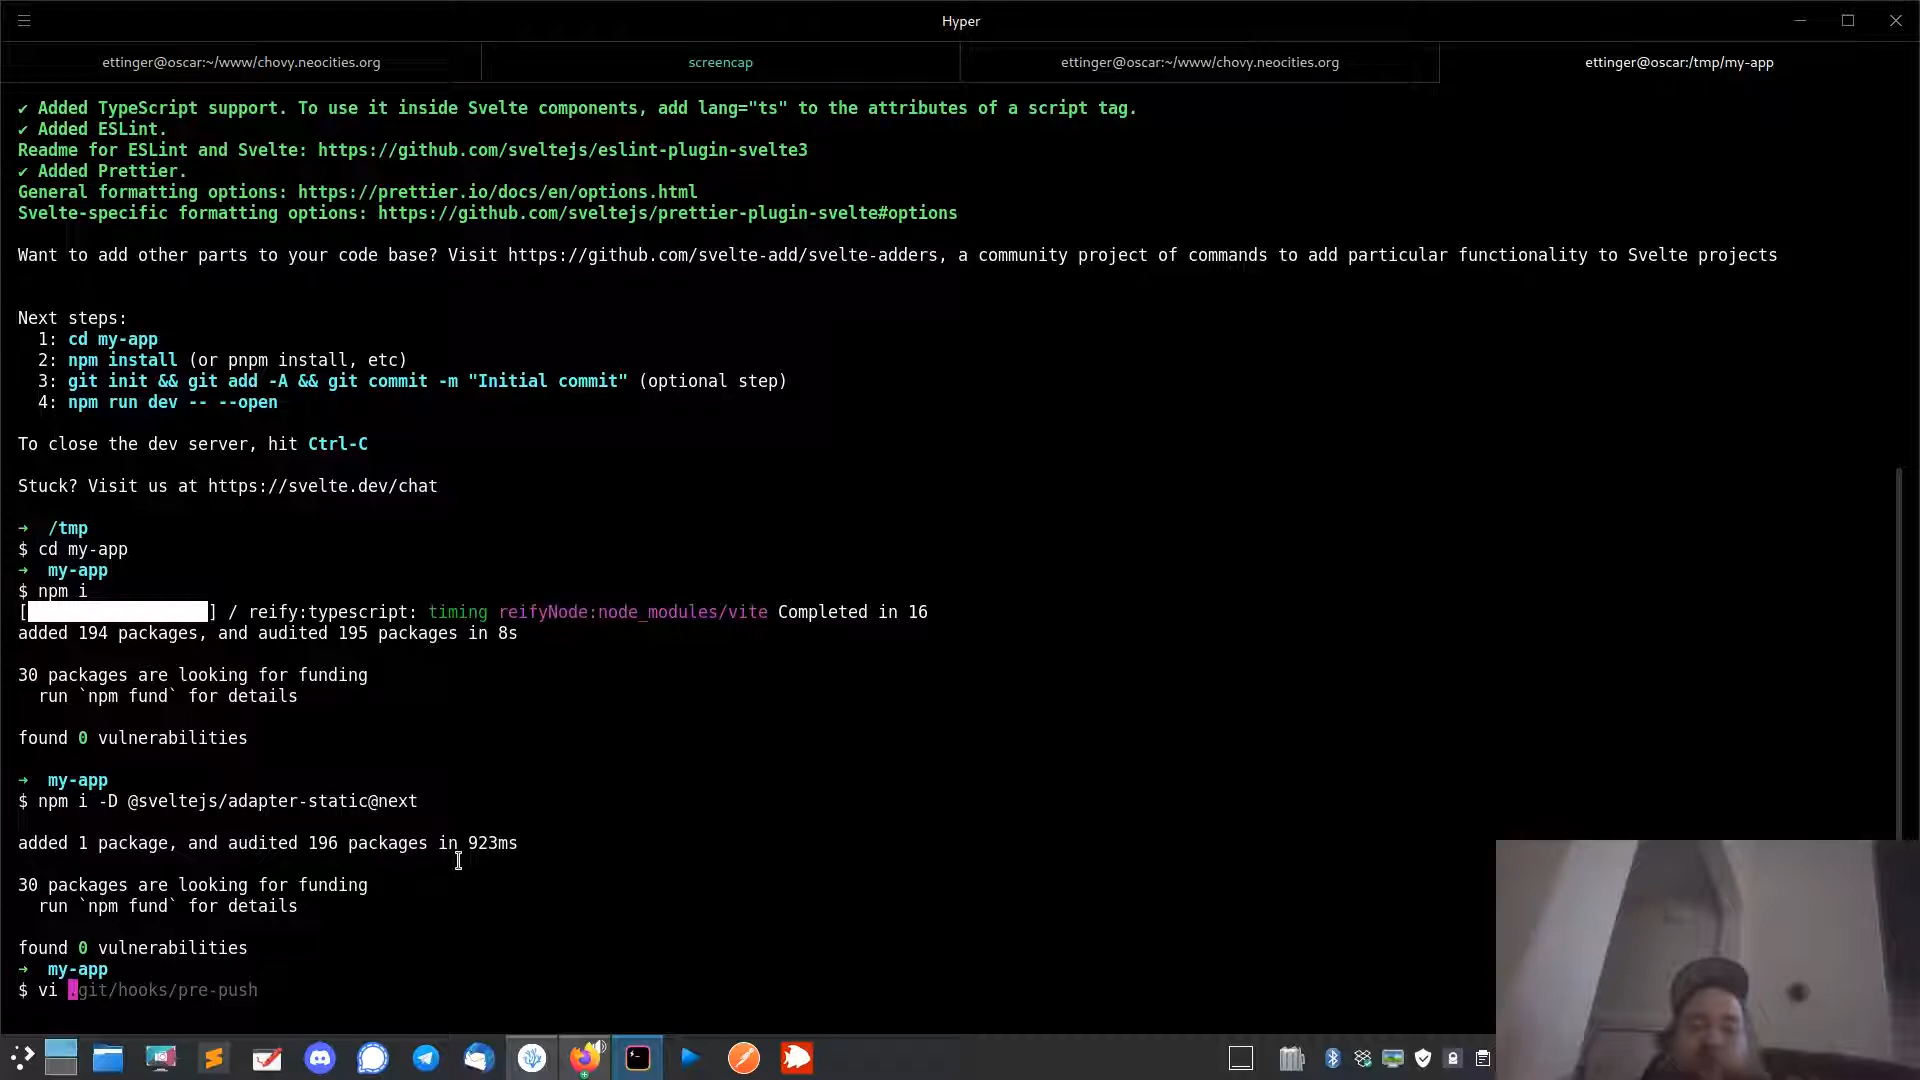 Hyper
ettinger@oscar:~/www/chovy.neocities.org
screencap
ettinger@oscar:~/www/chovy.neocities.org
ettinger@oscar:/tmp/my-app
✔ Added TypeScript support. To use it inside Svelte components, add lang="ts" to the attributes of a script tag.
✔ Added ESLint.
Readme for ESLint and Svelte: https://github.com/sveltejs/eslint-plugin-svelte3
✔ Added Prettier.
General formatting options: https://prettier.io/docs/en/options.html
Svelte-specific formatting options: https://github.com/sveltejs/prettier-plugin-svelte#options
Want to add other parts to your code base? Visit https://github.com/svelte-add/svelte-adders, a community project of commands to add particular functionality to Svelte projects
Next steps:
1: cd my-app
2: npm install (or pnpm install, etc)
3: git init && git add -A && git commit -m "Initial commit" (optional step)
4: npm run dev -- --open
To close the dev server, hit Ctrl-C
Stuck? Visit us at https://svelte.dev/chat
➜ /tmp
$ cd my-app
➜ my-app
$ npm i
[ ] / reify:typescript: timing reifyNode:node_modules/vite Completed in 16
added 194 packages, and audited 195 packages in 8s
30 packages are looking for funding
run `npm fund` for details
found 0 vulnerabilities
➜ my-app
$ npm i -D @sveltejs/adapter-static@next
added 1 package, and audited 196 packages in 923ms
30 packages are looking for funding
run `npm fund` for details
found 0 vulnerabilities
➜ my-app
$ vi .git/hooks/pre-push